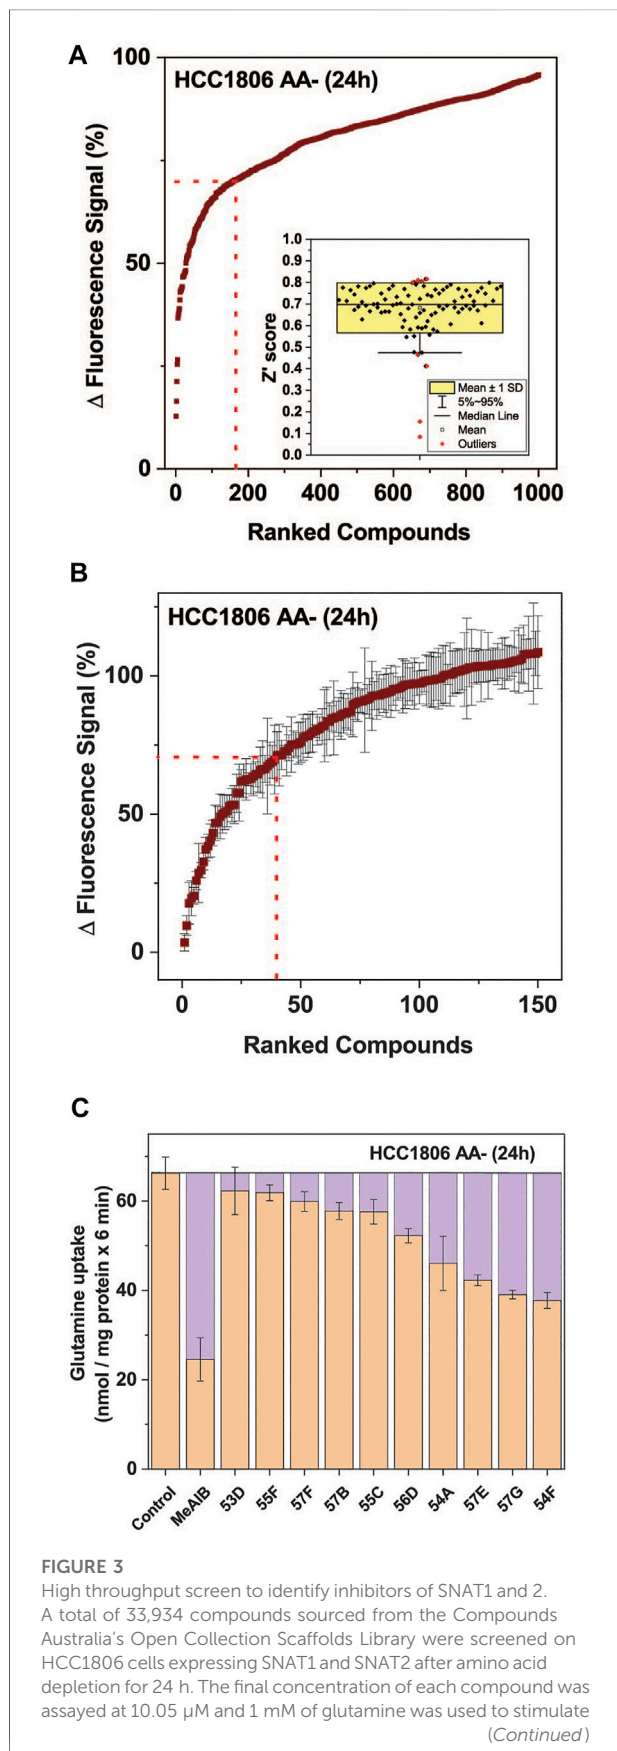 A
HCC1806 AA- (24h)
Δ Fluorescence Signal (%)
100
50
0
1.0
0.9
0.8
0.7
0.6
0.5
0.4
0.3
0.2
0.1
0.0
Z' score
Mean ± 1 SD
5%~95%
Median Line
Mean
Outliers
0 200 400 600 800 1000
Ranked Compounds
B
HCC1806 AA- (24h)
Δ Fluorescence Signal (%)
100
50
0
0 50 100 150
Ranked Compounds
C
HCC1806 AA- (24h)
Glutamine uptake
(nmol / mg protein x 6 min)
60
40
20
0
Control MeAIB 53D 55F 57F 57B 55C 56D 54A 57E 57G 54F
FIGURE 3
High throughput screen to identify inhibitors of SNAT1 and 2.
A total of 33,934 compounds sourced from the Compounds
Australia's Open Collection Scaffolds Library were screened on
HCC1806 cells expressing SNAT1 and SNAT2 after amino acid
depletion for 24 h. The final concentration of each compound was
assayed at 10.05 µM and 1 mM of glutamine was used to stimulate
(Continued)